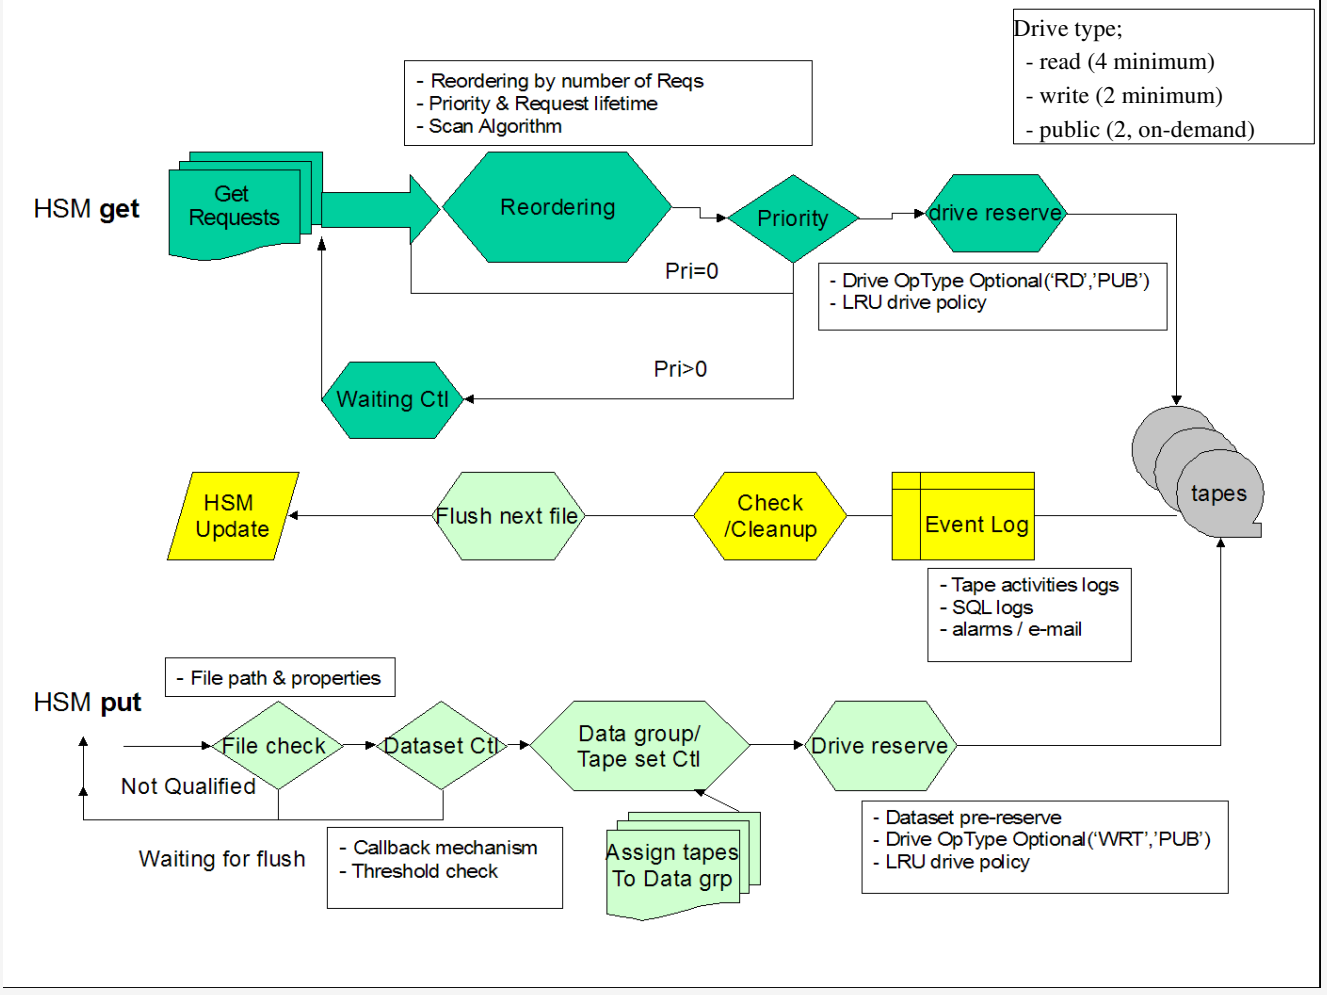 Drive type;
- read (4 minimum)
- write (2 minimum)
- public (2, on-demand)
- Reordering by number of Reqs
- Priority & Request lifetime
- Scan Algorithm
HSM get
Get
Requests
Reordering
Priority
drive reserve
Pri=0
- Drive OpType Optional('RD','PUB')
- LRU drive policy
Pri>0
Waiting Ctl
tapes
HSM
Update
Flush next file
Check
/Cleanup
Event Log
- Tape activities logs
- SQL logs
- alarms / e-mail
- File path & properties
HSM put
File check
Dataset Ctl
Data group/
Tape set Ctl
Drive reserve
Not Qualified
Waiting for flush
- Callback mechanism
- Threshold check
Assign tapes
To Data grp
- Dataset pre-reserve
- Drive OpType Optional('WRT','PUB')
- LRU drive policy